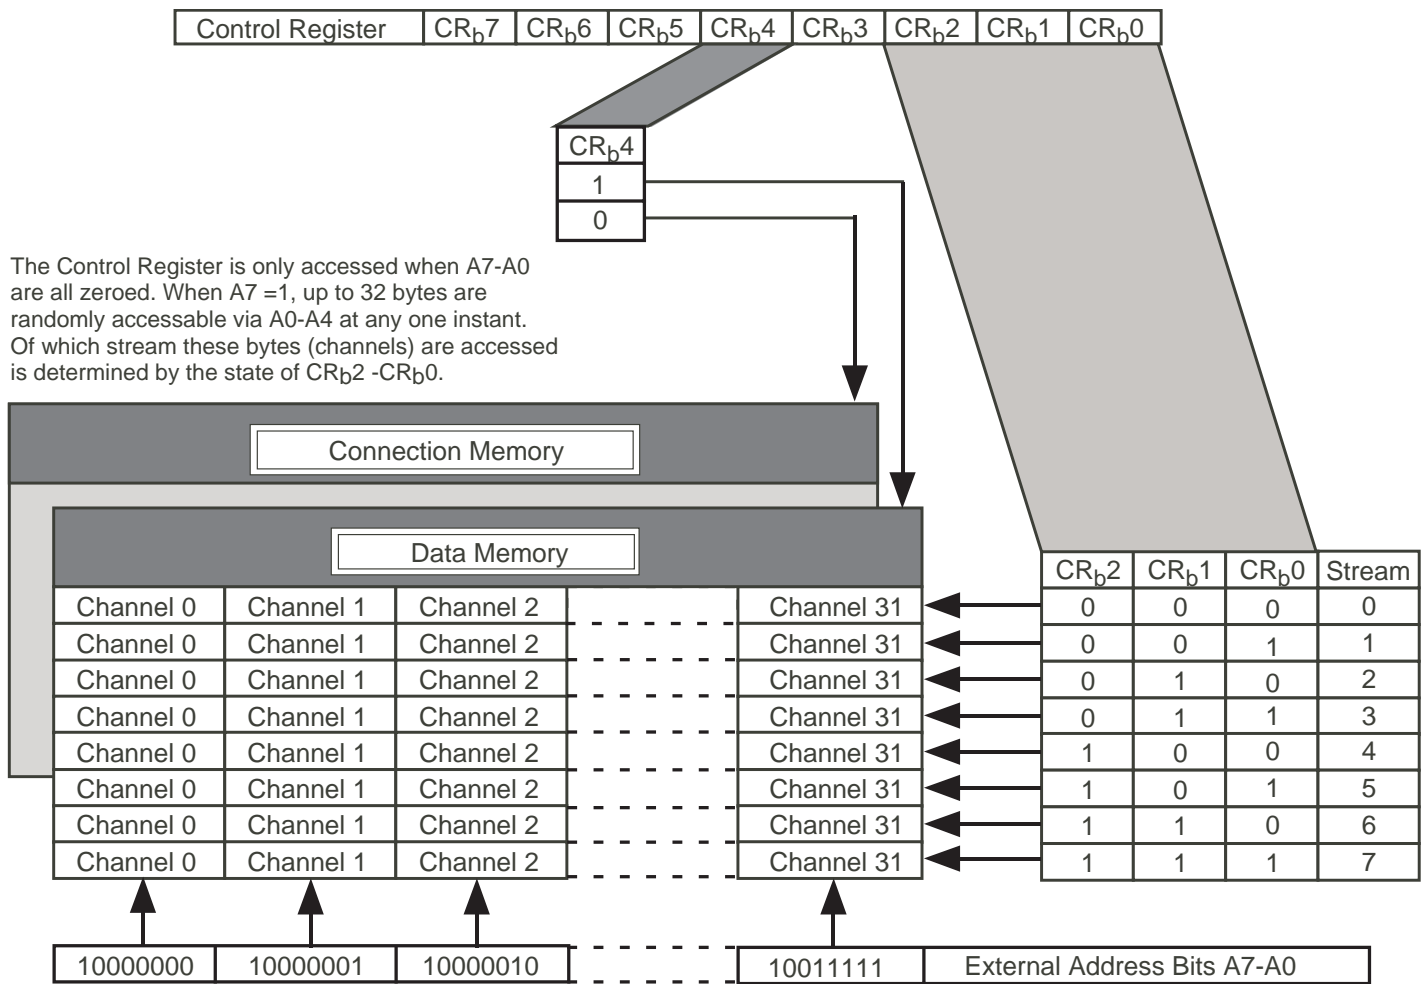 Control Register CRb7 CRb6 CRb5 CRb4 CRb3 CRb2 CRb1 CRb0
CRb4
1
0
The Control Register is only accessed when A7-A0
are all zeroed. When A7 =1, up to 32 bytes are
randomly accessable via A0-A4 at any one instant.
Of which stream these bytes (channels) are accessed
is determined by the state of CRb2 -CRb0.
Connection Memory
Data Memory
CRb2 CRb1 CRb0 Stream
Channel 0 Channel 1 Channel 2 Channel 31 0 0 0 0
Channel 0 Channel 1 Channel 2 Channel 31 0 0 1 1
Channel 0 Channel 1 Channel 2 Channel 31 0 1 0 2
Channel 0 Channel 1 Channel 2 Channel 31 0 1 1 3
Channel 0 Channel 1 Channel 2 Channel 31 1 0 0 4
Channel 0 Channel 1 Channel 2 Channel 31 1 0 1 5
Channel 0 Channel 1 Channel 2 Channel 31 1 1 0 6
Channel 0 Channel 1 Channel 2 Channel 31 1 1 1 7
10000000 10000001 10000010 10011111 External Address Bits A7-A0